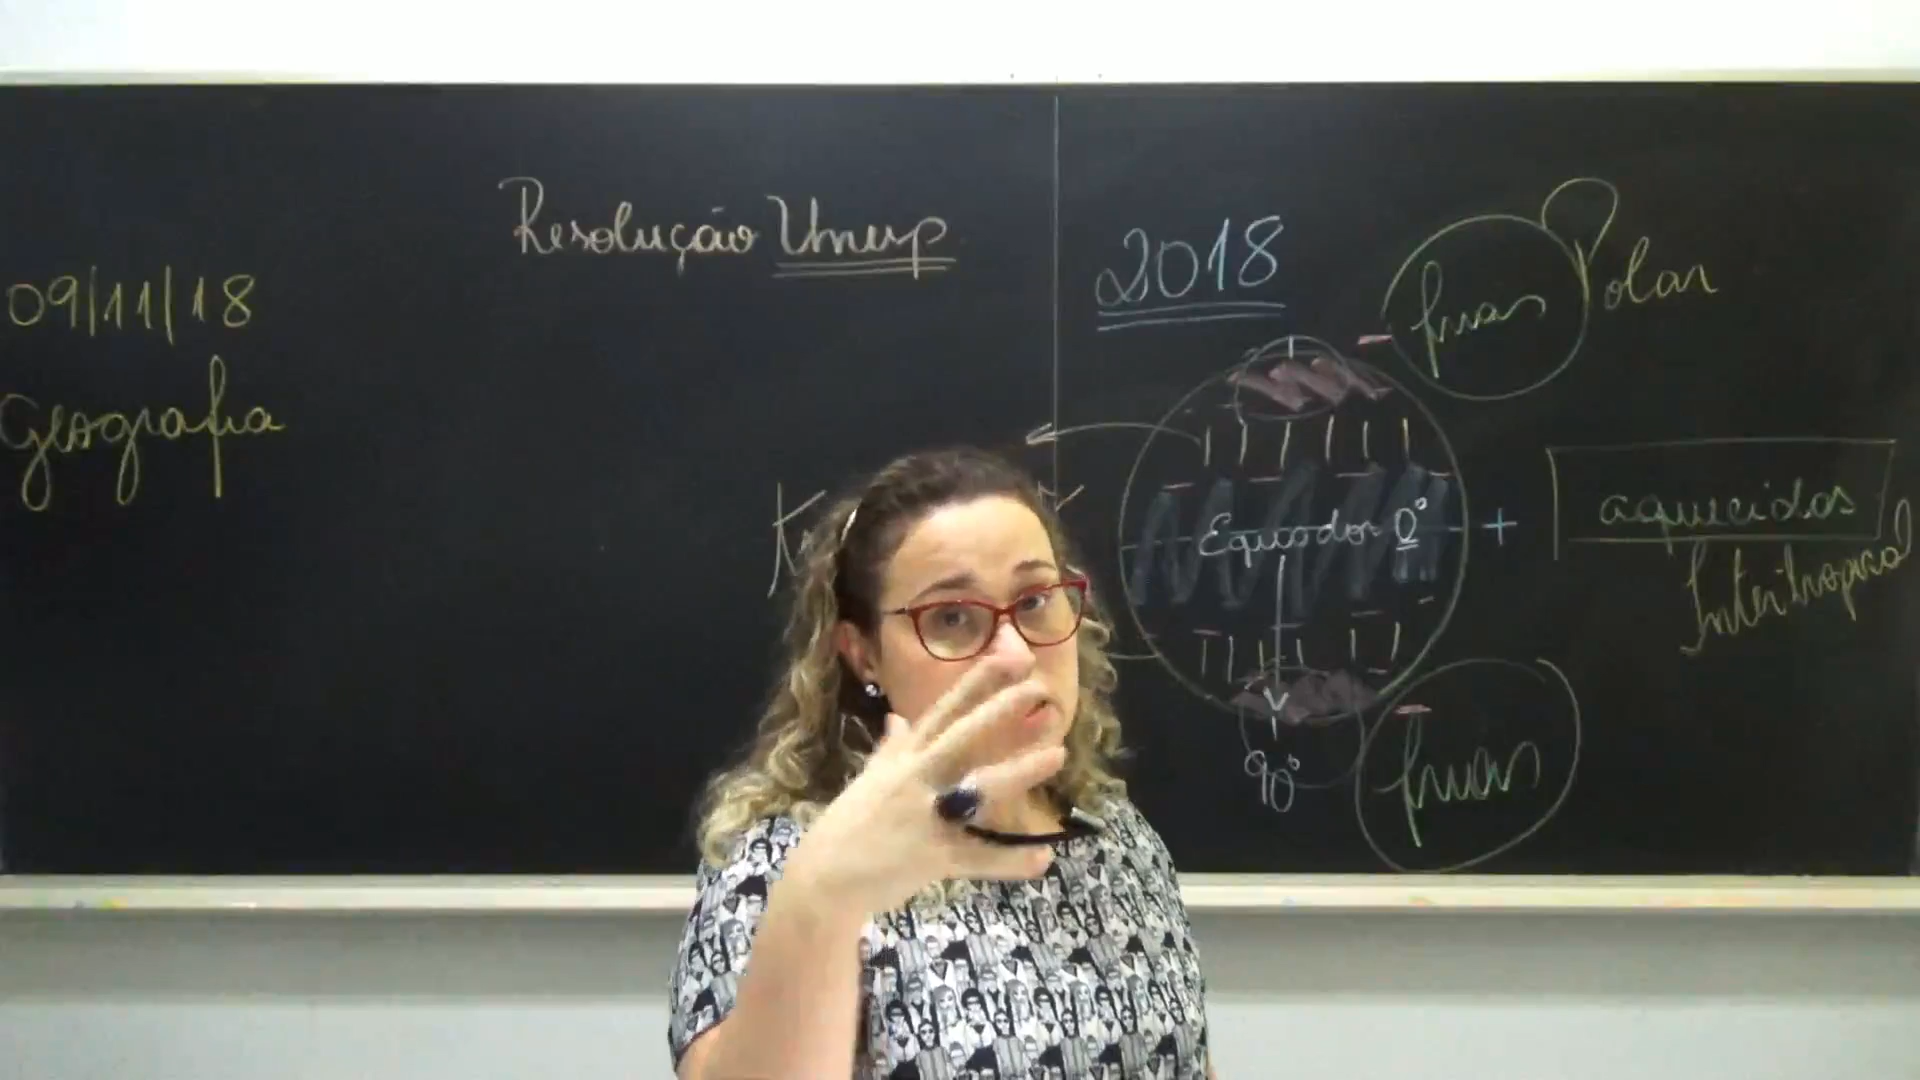 Resolução Unesp
2018
09/11/18
Geografia
frias Polar
Equador 0°
+
aquecidas
Intertropical
90°
frias